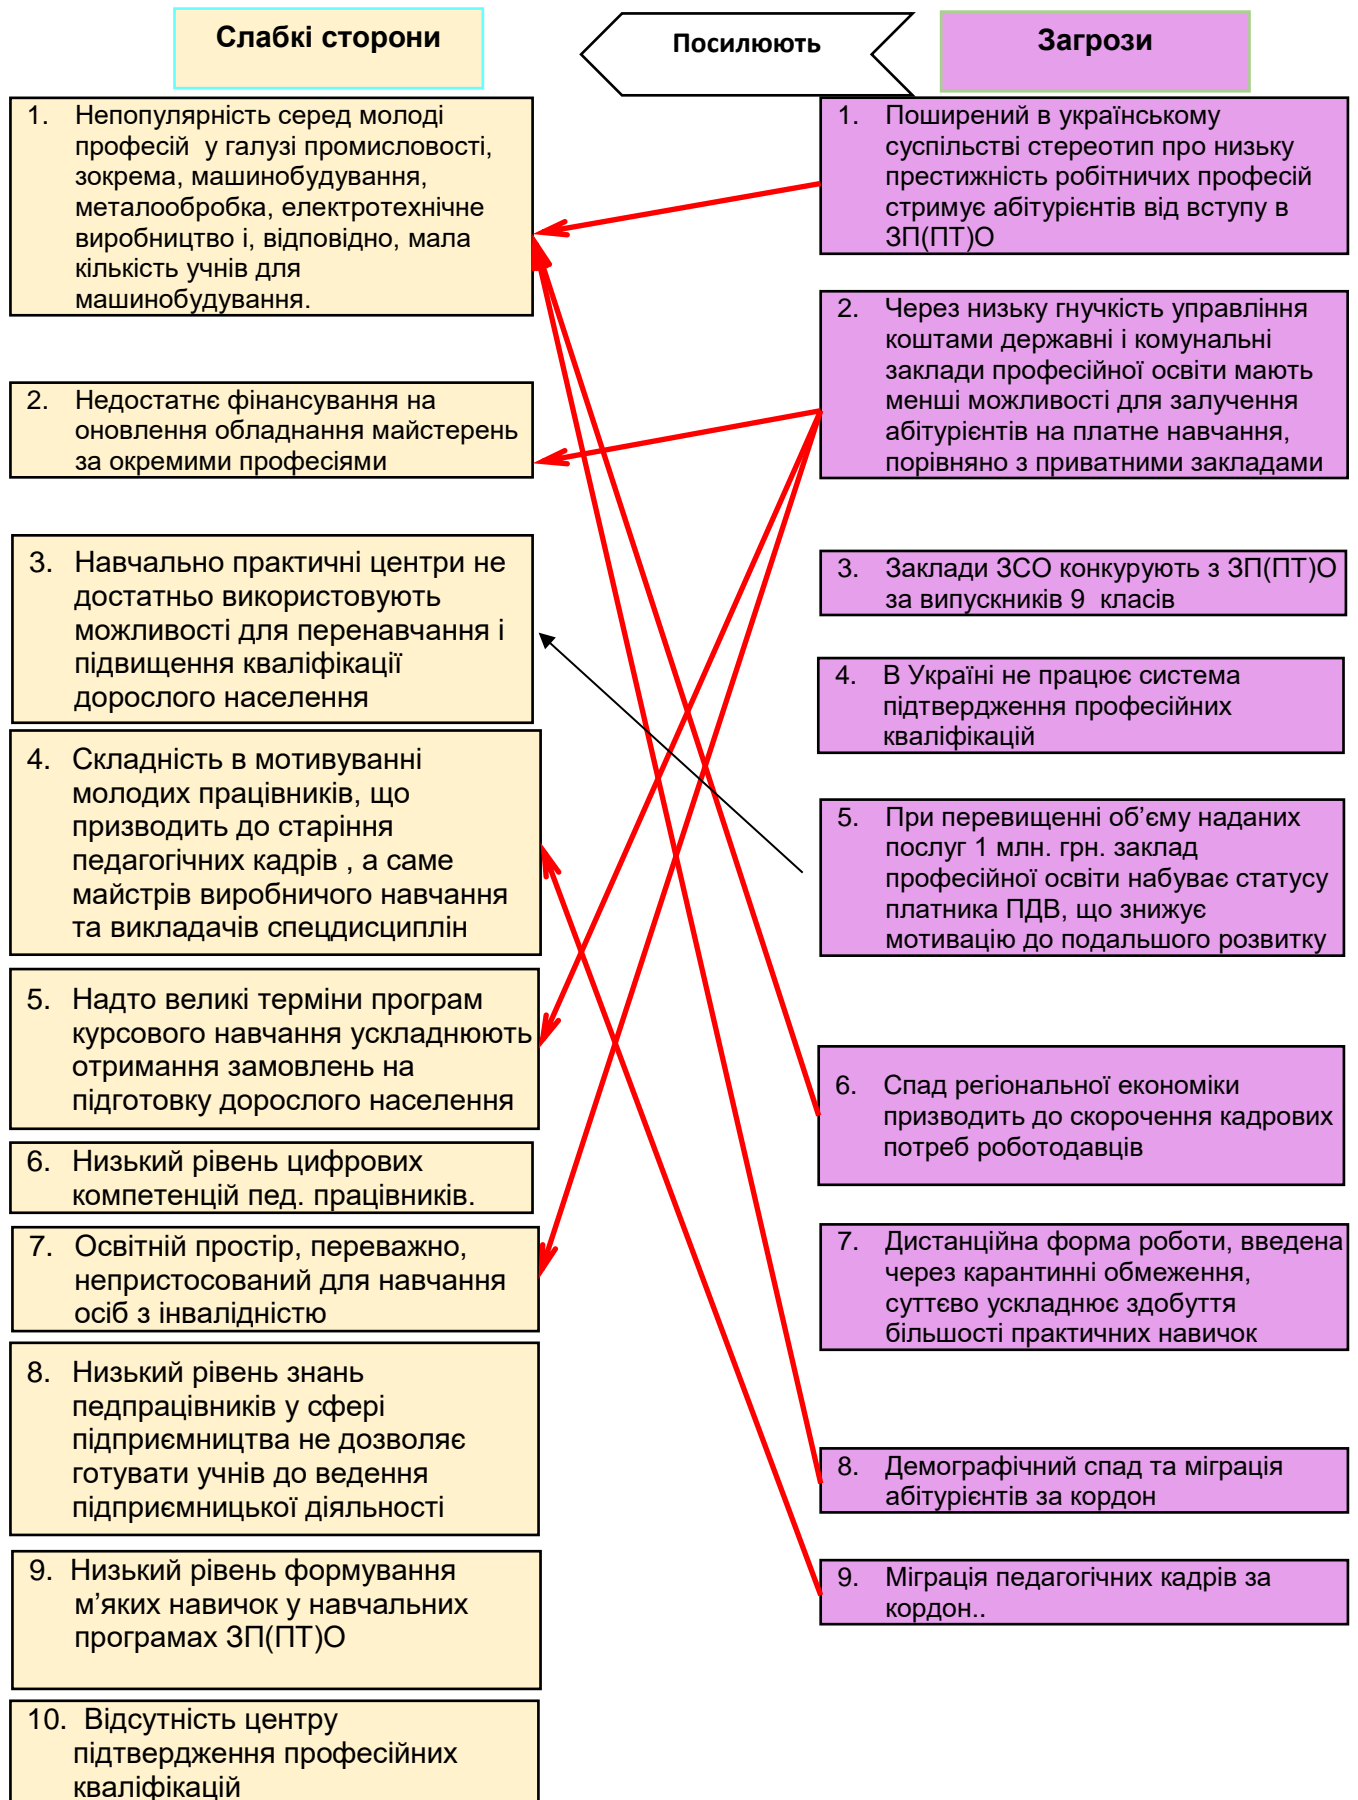 Слабкі сторони
Посилюють
Загрози
1. Непопулярність серед молоді
професій у галузі промисловості,
зокрема, машинобудування,
металообробка, електротехнічне
виробництво і, відповідно, мала
кількість учнів для
машинобудування.
2. Недостатнє фінансування на
оновлення обладнання майстерень
за окремими професіями
3. Навчально практичні центри не
достатньо використовують
можливості для перенавчання і
підвищення кваліфікації
дорослого населення
4. Складність в мотивуванні
молодих працівників, що
призводить до старіння
педагогічних кадрів , а саме
майстрів виробничого навчання
та викладачів спецдисциплін
5. Надто великі терміни програм
курсового навчання ускладнюють
отримання замовлень на
підготовку дорослого населення
6. Низький рівень цифрових
компетенцій пед. працівників.
7. Освітній простір, переважно,
непристосований для навчання
осіб з інвалідністю
8. Низький рівень знань
педпрацівників у сфері
підприємництва не дозволяє
готувати учнів до ведення
підприємницької діяльності
9. Низький рівень формування
м’яких навичок у навчальних
програмах ЗП(ПТ)О
10. Відсутність центру
підтвердження професійних
кваліфікацій
1. Поширений в українському
суспільстві стереотип про низьку
престижність робітничих професій
стримує абітурієнтів від вступу в
ЗП(ПТ)О
2. Через низьку гнучкість управління
коштами державні і комунальні
заклади професійної освіти мають
менші можливості для залучення
абітурієнтів на платне навчання,
порівняно з приватними закладами
3. Заклади ЗСО конкурують з ЗП(ПТ)О
за випускників 9 класів
4. В Україні не працює система
підтвердження професійних
кваліфікацій
5. При перевищенні об’єму наданих
послуг 1 млн. грн. заклад
професійної освіти набуває статусу
платника ПДВ, що знижує
мотивацію до подальшого розвитку
6. Спад регіональної економіки
призводить до скорочення кадрових
потреб роботодавців
7. Дистанційна форма роботи, введена
через карантинні обмеження,
суттєво ускладнює здобуття
більшості практичних навичок
8. Демографічний спад та міграція
абітурієнтів за кордон
9. Міграція педагогічних кадрів за
кордон..